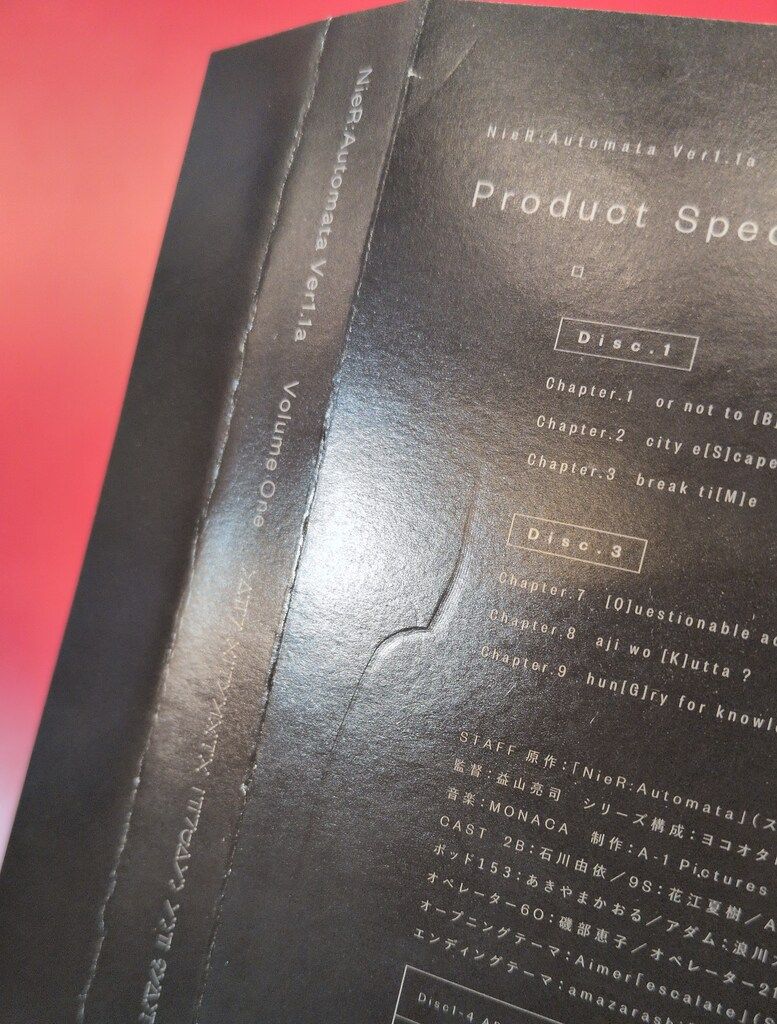 NieR:Automata Ver1.1a Volume One
NieR:Automata Ver1.1a
Product Spec
Disc.1
Chapter.1 or not to [B]
Chapter.2 city e[S]cape
Chapter.3 break ti[M]e
Disc.3
Chapter.7 [Q]uestionable
Chapter.8 aji wo [K]utta ?
Chapter.9 hun[G]ry for
STAFF 原作:「NieR:Automata」(ス
監督:益山亮司 シリーズ構成:ヨコオタ
音楽:MONACA 制作:A-1 Pictures
CAST 2B:石川由依/9S:花江夏樹/A
ポッド153:あきやまかおる/アダム:浪川
オペレーター6O:磯部恵子/オペレーター21
オープニングテーマ:Aimer「escalate」(S
エンディングテーマ:amazarashi
Disc1-4